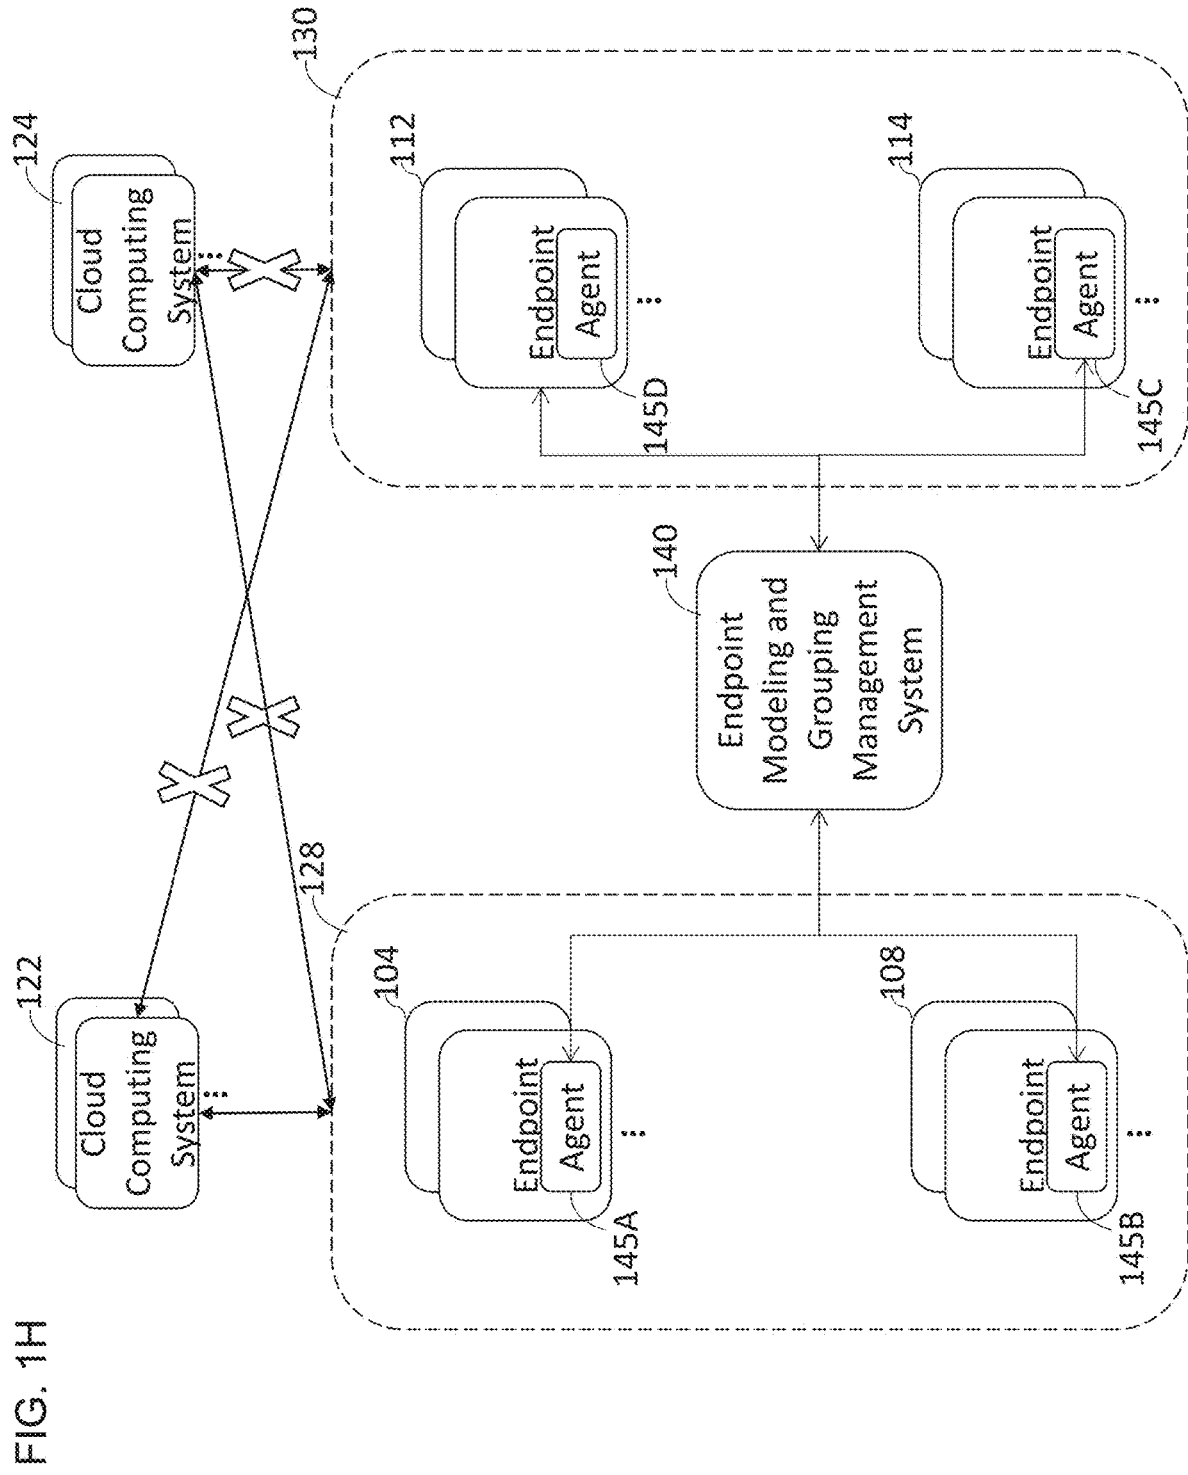 FIG. 1H
122
Cloud
Computing
System
...
124
Cloud
Computing
System
...
128
130
104
Endpoint
Agent
145A
...
108
Endpoint
Agent
145B
...
140
Endpoint
Modeling and
Grouping
Management
System
112
Endpoint
Agent
145D
...
114
Endpoint
Agent
145C
...